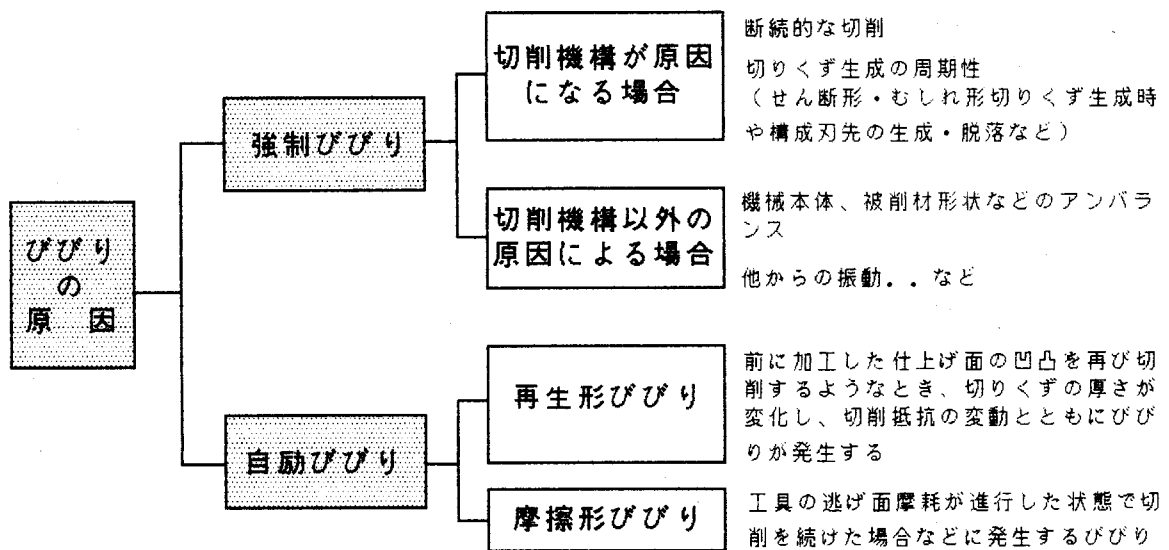 びびり
の
原　因
強制びびり
切削機構が原因
になる場合
断続的な切削
切りくず生成の周期性
（せん断形・むしれ形切りくず生成時
や構成刃先の生成・脱落など）
切削機構以外の
原因による場合
機械本体、被削材形状などのアンバラ
ンス
他からの振動．．など
自励びびり
再生形びびり
前に加工した仕上げ面の凹凸を再び切
削するようなとき、切りくずの厚さが
変化し、切削抵抗の変動とともにびび
りが発生する
摩擦形びびり
工具の逃げ面摩耗が進行した状態で切
削を続けた場合などに発生するびびり